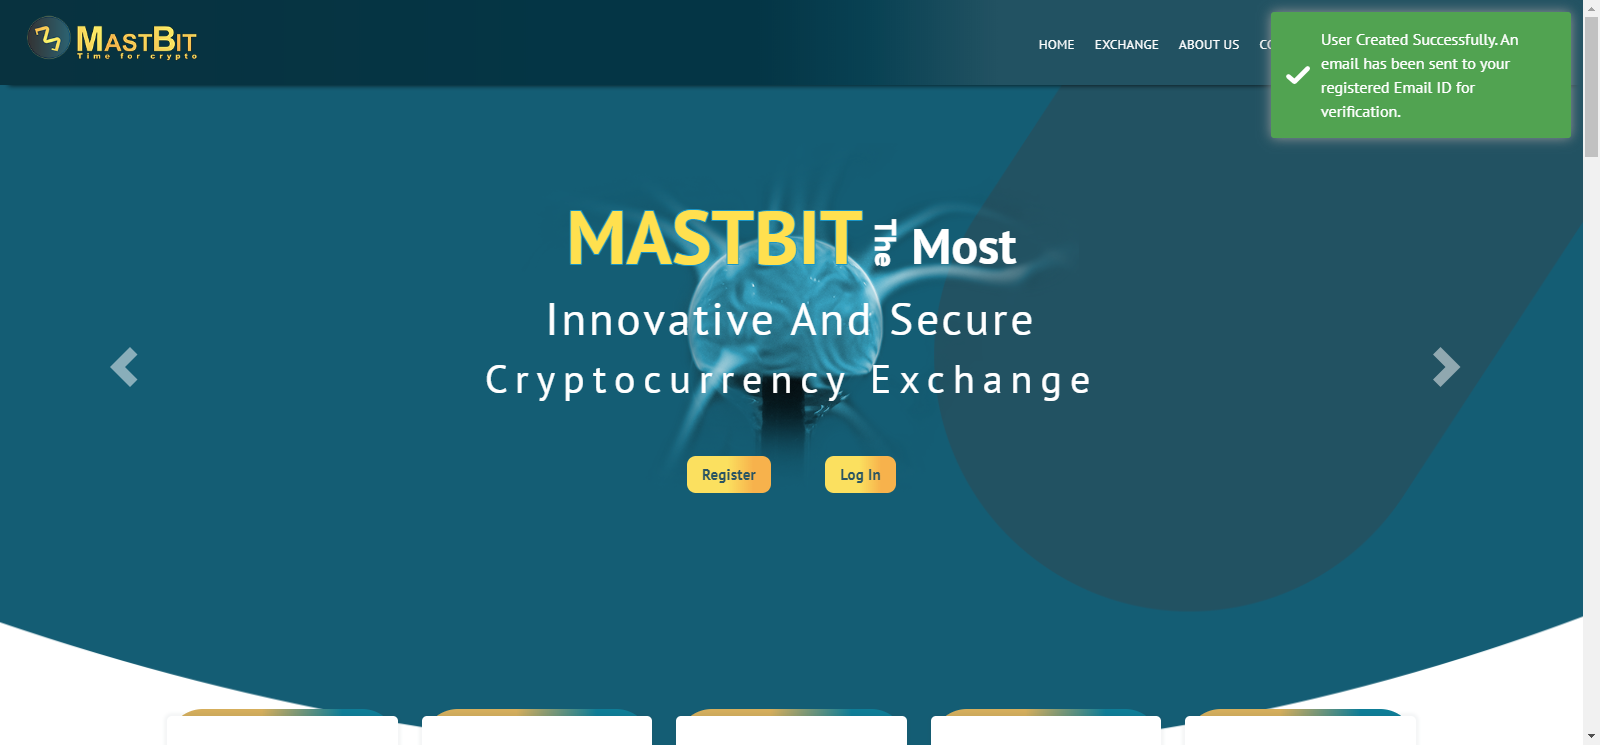 MASTBIT
Time for crypto
HOME EXCHANGE ABOUT US
User Created Successfully. An
email has been sent to your
registered Email ID for
verification.
MASTBIT The Most
Innovative And Secure
Cryptocurrency Exchange
Register Log In